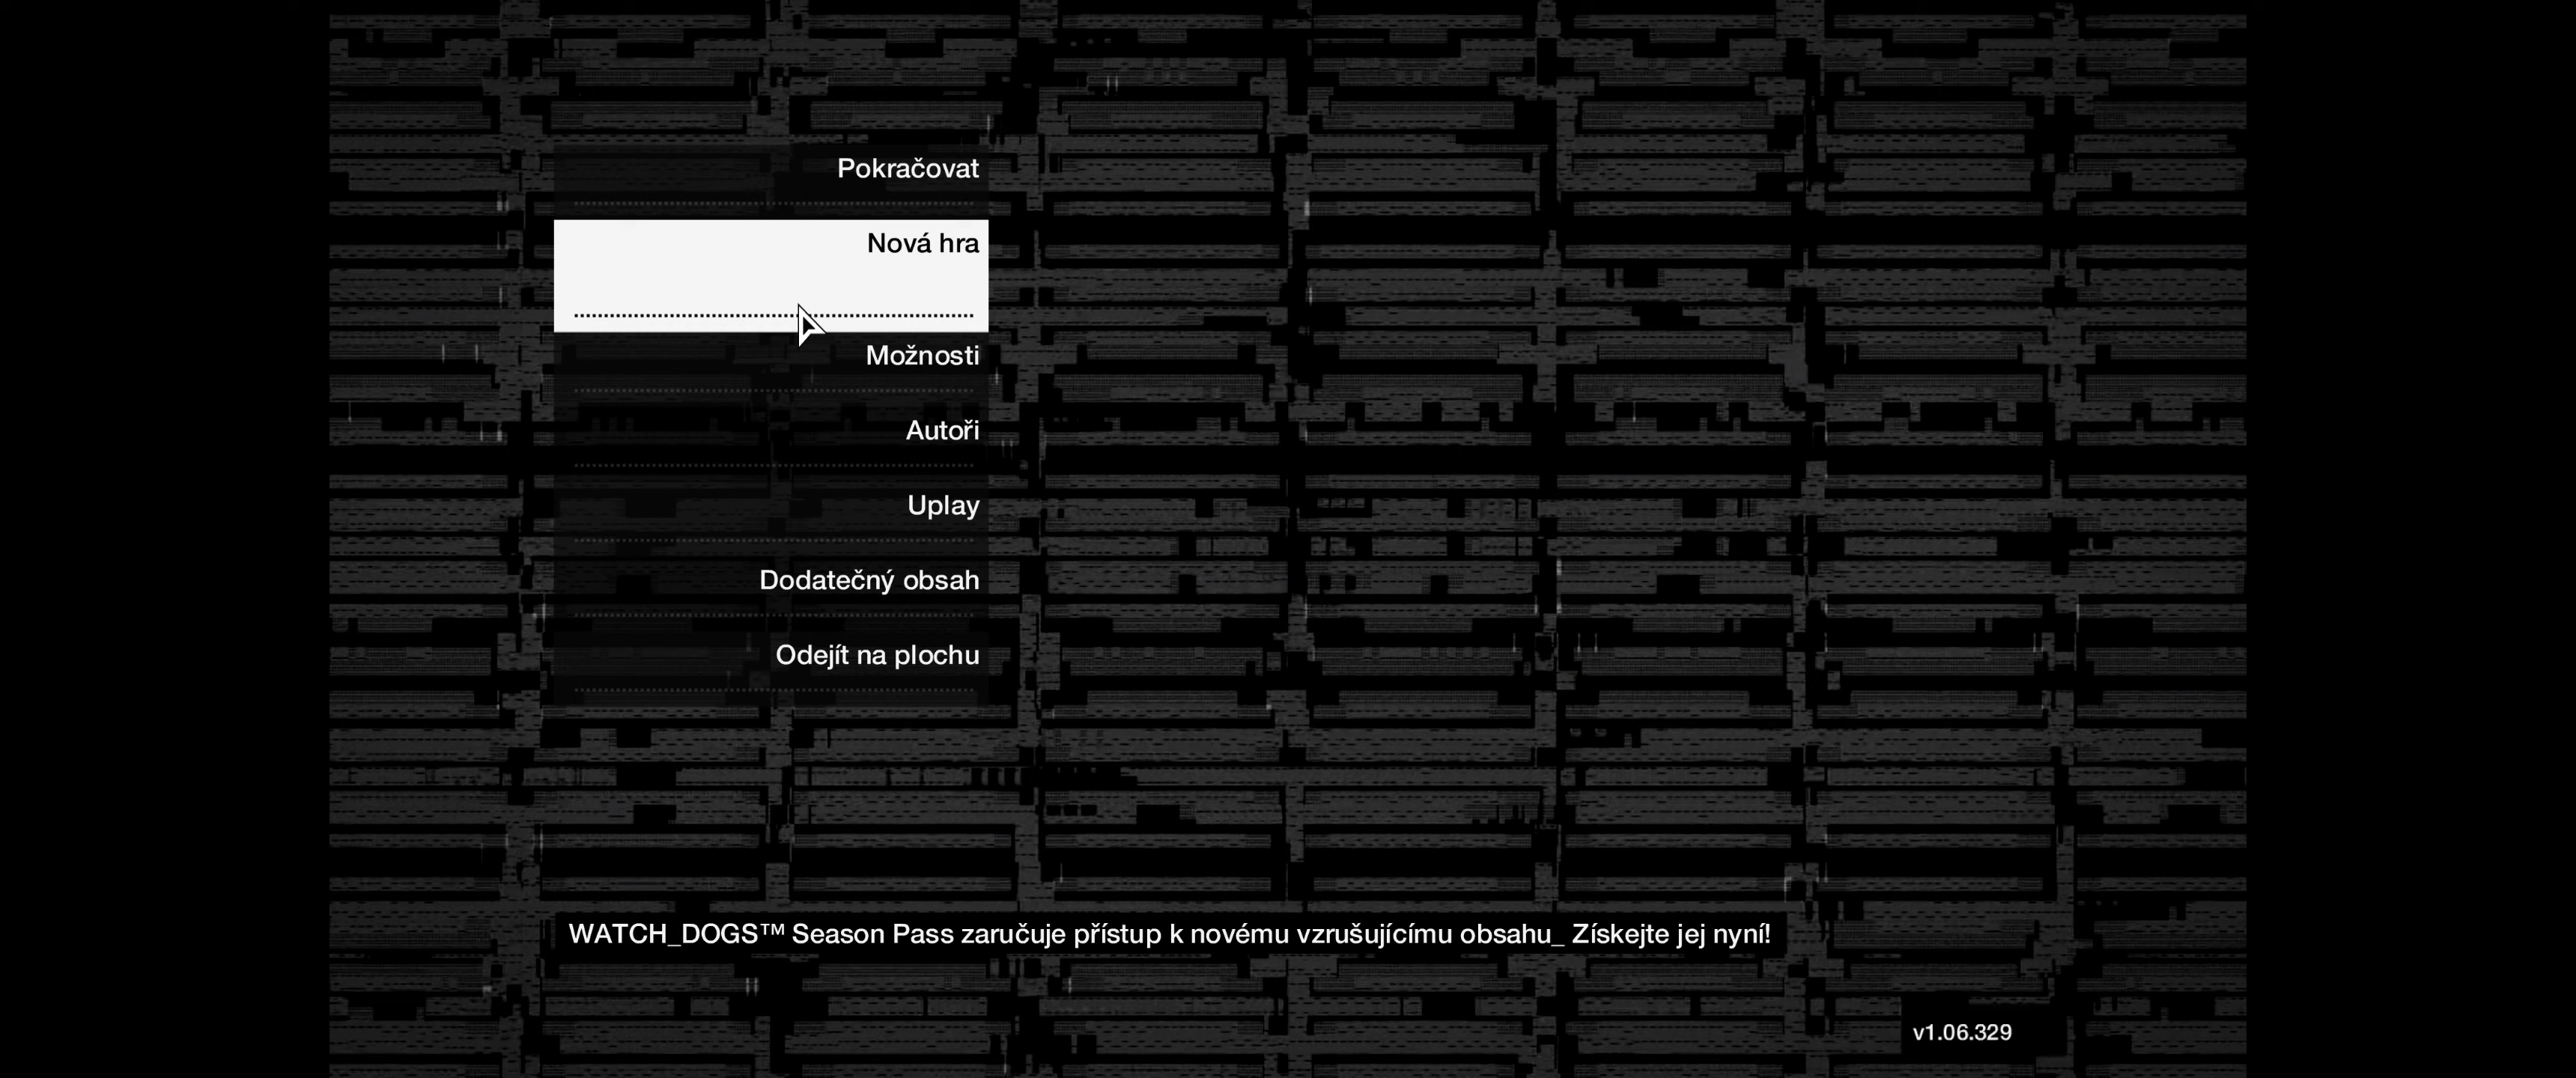 Pokračovat
Nová hra
Možnosti
Autoři
Uplay
Dodatečný obsah
Odejít na plochu
WATCH_DOGS™ Season Pass zaručuje přístup k novému vzrušujícímu obsahu_ Získejte jej nyní!
v1.06.329